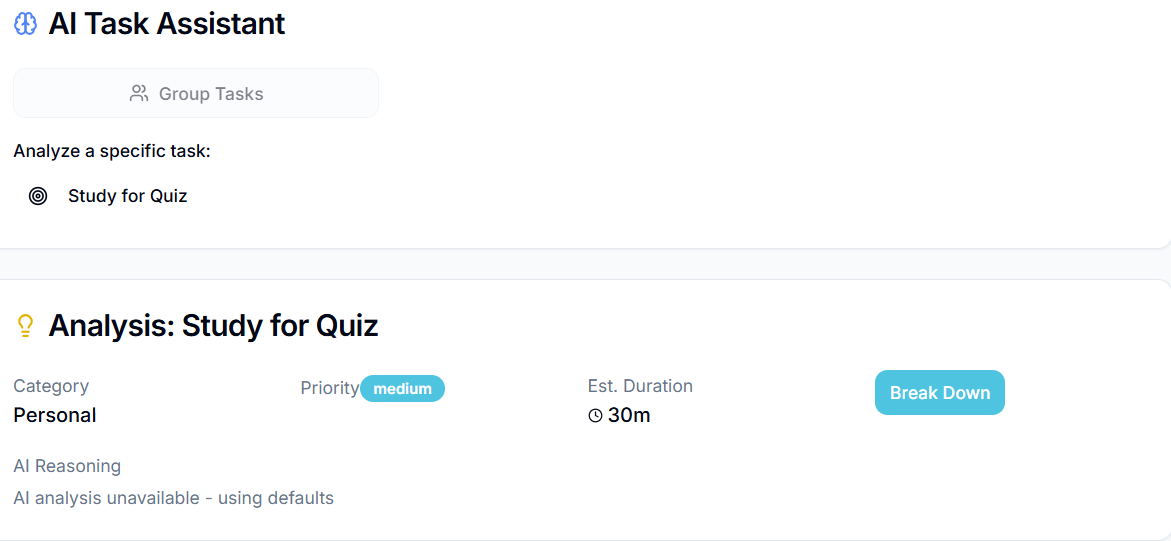 AI Task Assistant
Group Tasks
Analyze a specific task:
Study for Quiz
Analysis: Study for Quiz
Category
Personal
Priority medium
Est. Duration
30m
Break Down
AI Reasoning
AI analysis unavailable - using defaults